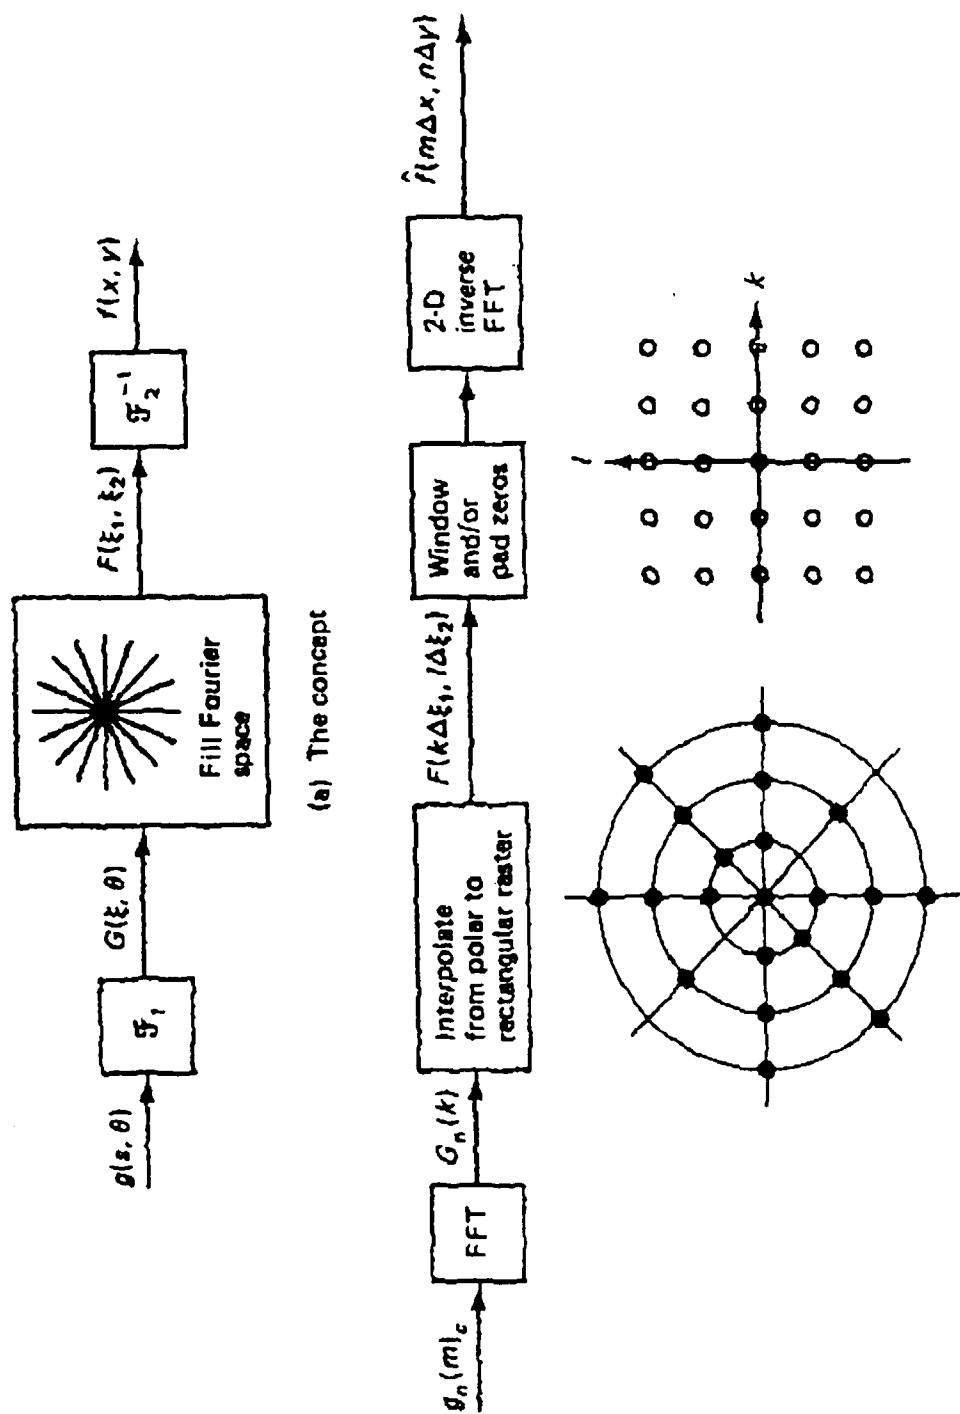 g(s, θ)
ℱ₁
G(ξ, θ)
Fill Fourier
space
F(ξ₁, ξ₂)
ℱ₂⁻¹
f(x, y)
(a) The concept
gₙ(m)
FFT
Gₙ(k)
Interpolate
from polar to
rectangular raster
F(kΔξ₁, lΔξ₂)
Window
and/or
pad zeros
2-D
inverse
FFT
f̂(mΔx, nΔy)
l
k